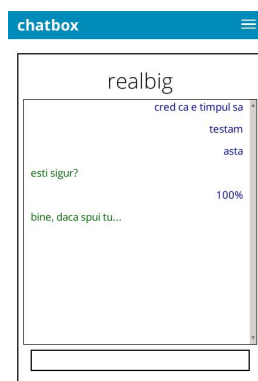 chatbox
realbig
cred ca e timpul sa
testam
asta
esti sigur?
100%
bine, daca spui tu...